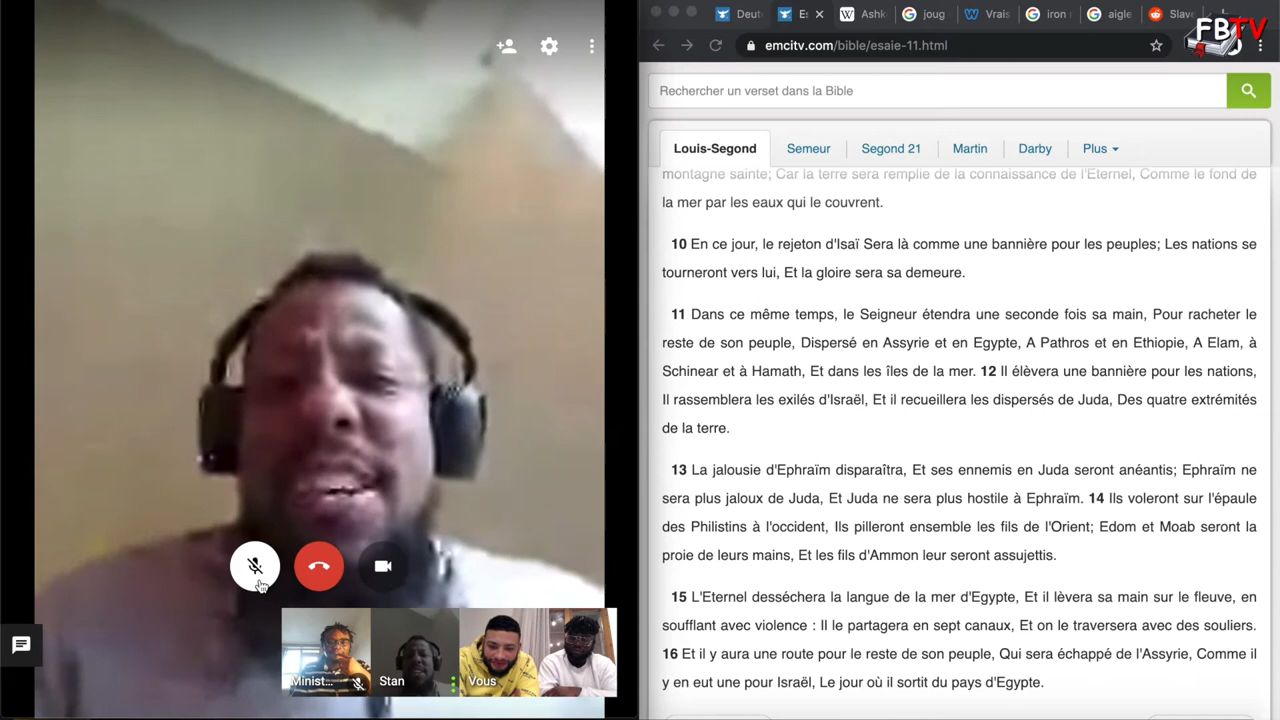 Deut
Es
Ashk
joug
Vrais
iron
aigle
Slave
FBTV
emcitv.com/bible/esaie-11.html
Rechercher un verset dans la Bible
Louis-Segond
Semeur
Segond 21
Martin
Darby
Plus
montagne sainte; Car la terre sera remplie de la connaissance de l'Eternel, Comme le fond de
la mer par les eaux qui le couvrent.
10 En ce jour, le rejeton d'Isaï Sera là comme une bannière pour les peuples; Les nations se
tourneront vers lui, Et la gloire sera sa demeure.
11 Dans ce même temps, le Seigneur étendra une seconde fois sa main, Pour racheter le
reste de son peuple, Dispersé en Assyrie et en Egypte, A Pathros et en Ethiopie, A Elam, à
Schinear et à Hamath, Et dans les îles de la mer. 12 Il élèvera une bannière pour les nations,
Il rassemblera les exilés d'Israël, Et il recueillera les dispersés de Juda, Des quatre extrémités
de la terre.
13 La jalousie d'Ephraïm disparaîtra, Et ses ennemis en Juda seront anéantis; Ephraïm ne
sera plus jaloux de Juda, Et Juda ne sera plus hostile à Ephraïm. 14 Ils voleront sur l'épaule
des Philistins à l'occident, Ils pilleront ensemble les fils de l'Orient; Edom et Moab seront la
proie de leurs mains, Et les fils d'Ammon leur seront assujettis.
15 L'Eternel desséchera la langue de la mer d'Egypte, Et il lèvera sa main sur le fleuve, en
soufflant avec violence : Il le partagera en sept canaux, Et on le traversera avec des souliers.
16 Et il y aura une route pour le reste de son peuple, Qui sera échappé de l'Assyrie, Comme il
y en eut une pour Israël, Le jour où il sortit du pays d'Egypte.
Minist...
Stan
Vous